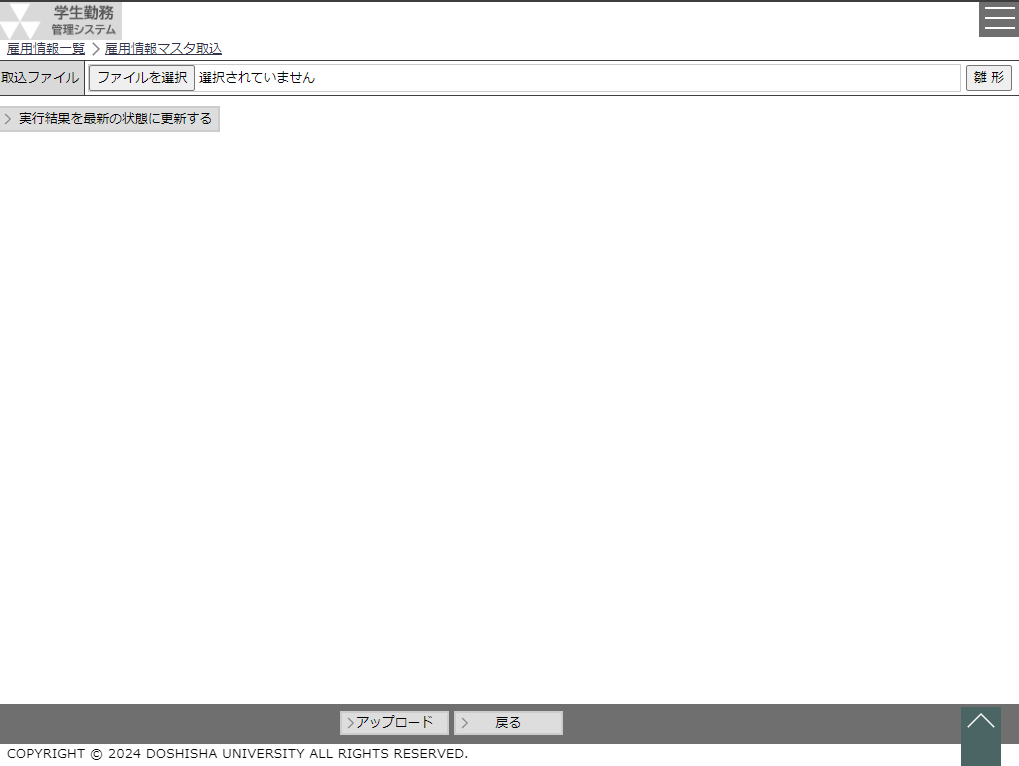 学生勤務
管理システム
雇用情報一覧 > 雇用情報マスタ取込
取込ファイル ファイルを選択 選択されていません 雛 形
実行結果を最新の状態に更新する
アップロード 戻る
COPYRIGHT © 2024 DOSHISHA UNIVERSITY ALL RIGHTS RESERVED.